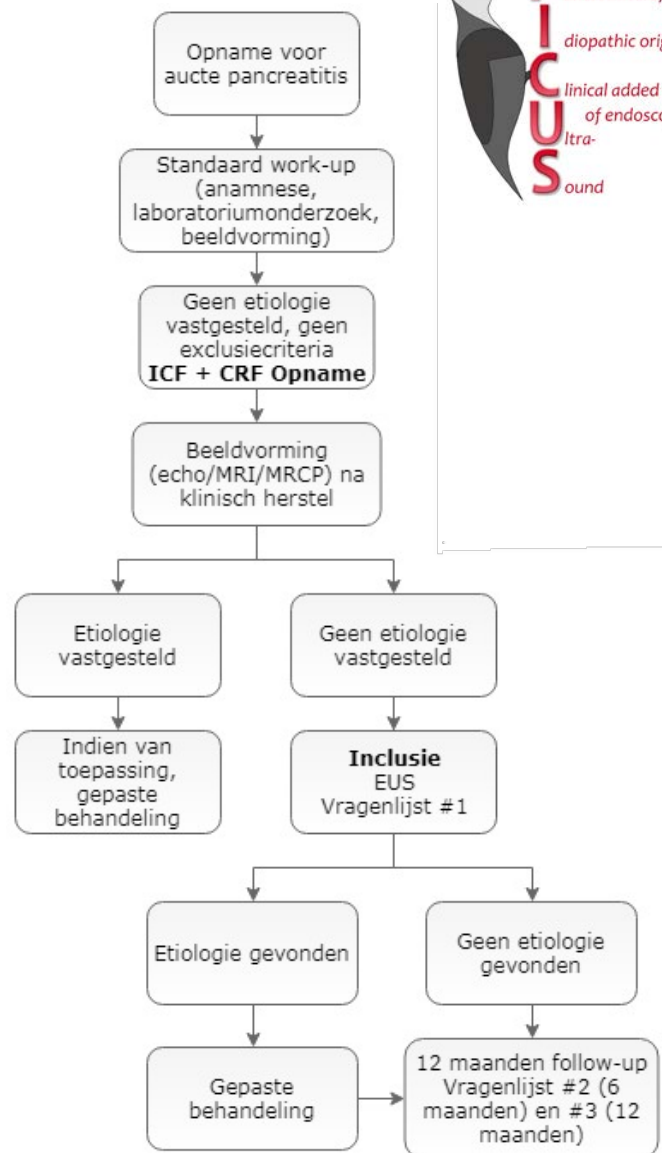 Opname voor
aucte pancreatitis
I
diopathic
C
linical added
of
U
ltra-
S
ound
Standaard work-up
(anamnese,
laboratoriumonderzoek,
beeldvorming)
Geen etiologie
vastgesteld, geen
exclusiecriteria
ICF + CRF Opname
Beeldvorming
(echo/MRI/MRCP) na
klinisch herstel
Etiologie
vastgesteld
Geen etiologie
vastgesteld
Indien van
toepassing,
gepaste
behandeling
Inclusie
EUS
Vragenlijst #1
Etiologie gevonden
Geen etiologie
gevonden
Gepaste
behandeling
12 maanden follow-up
Vragenlijst #2 (6
maanden) en #3 (12
maanden)